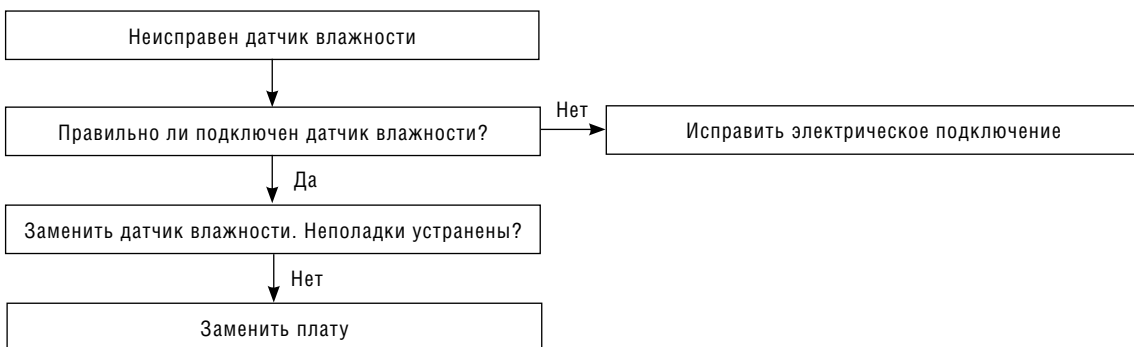 Неисправен датчик влажности
Правильно ли подключен датчик влажности?
Нет
Исправить электрическое подключение
Да
Заменить датчик влажности. Неполадки устранены?
Нет
Заменить плату